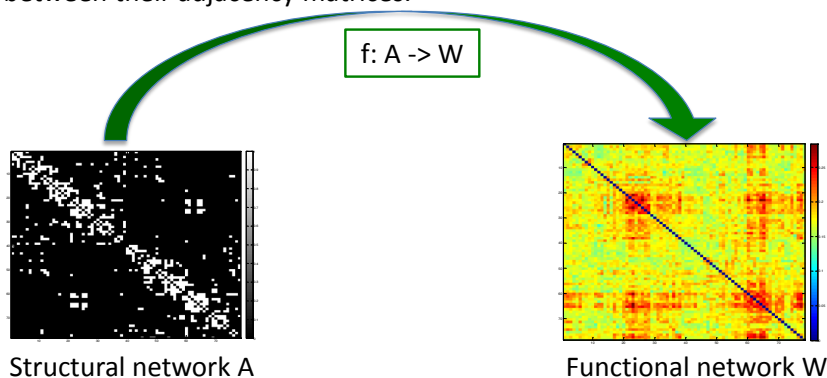 between their adjacency matrices.
f: A -> W
Structural network A
Functional network W